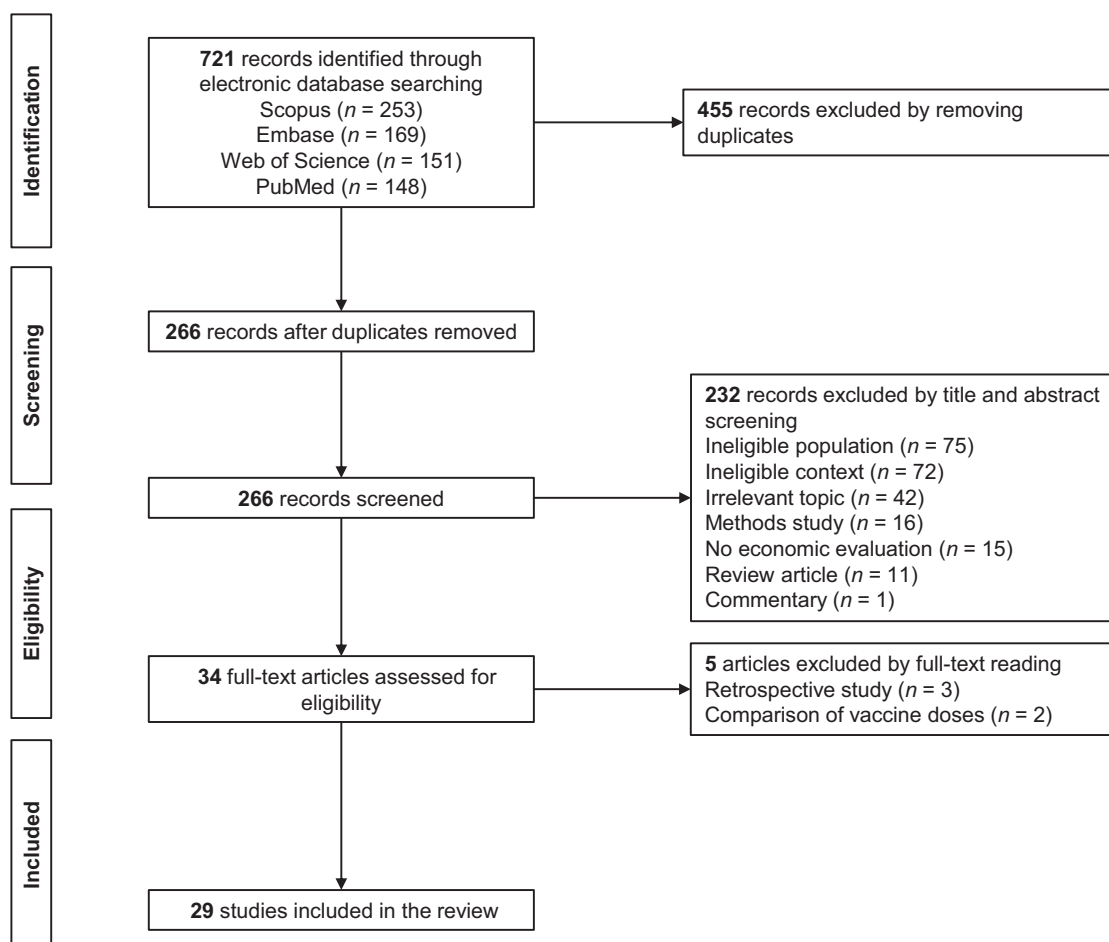 Identification
721 records identified through
electronic database searching
Scopus (n = 253)
Embase (n = 169)
Web of Science (n = 151)
PubMed (n = 148)
455 records excluded by removing
duplicates
Screening
266 records after duplicates removed
266 records screened
232 records excluded by title and abstract
screening
Ineligible population (n = 75)
Ineligible context (n = 72)
Irrelevant topic (n = 42)
Methods study (n = 16)
No economic evaluation (n = 15)
Review article (n = 11)
Commentary (n = 1)
Eligibility
34 full-text articles assessed for
eligibility
5 articles excluded by full-text reading
Retrospective study (n = 3)
Comparison of vaccine doses (n = 2)
Included
29 studies included in the review